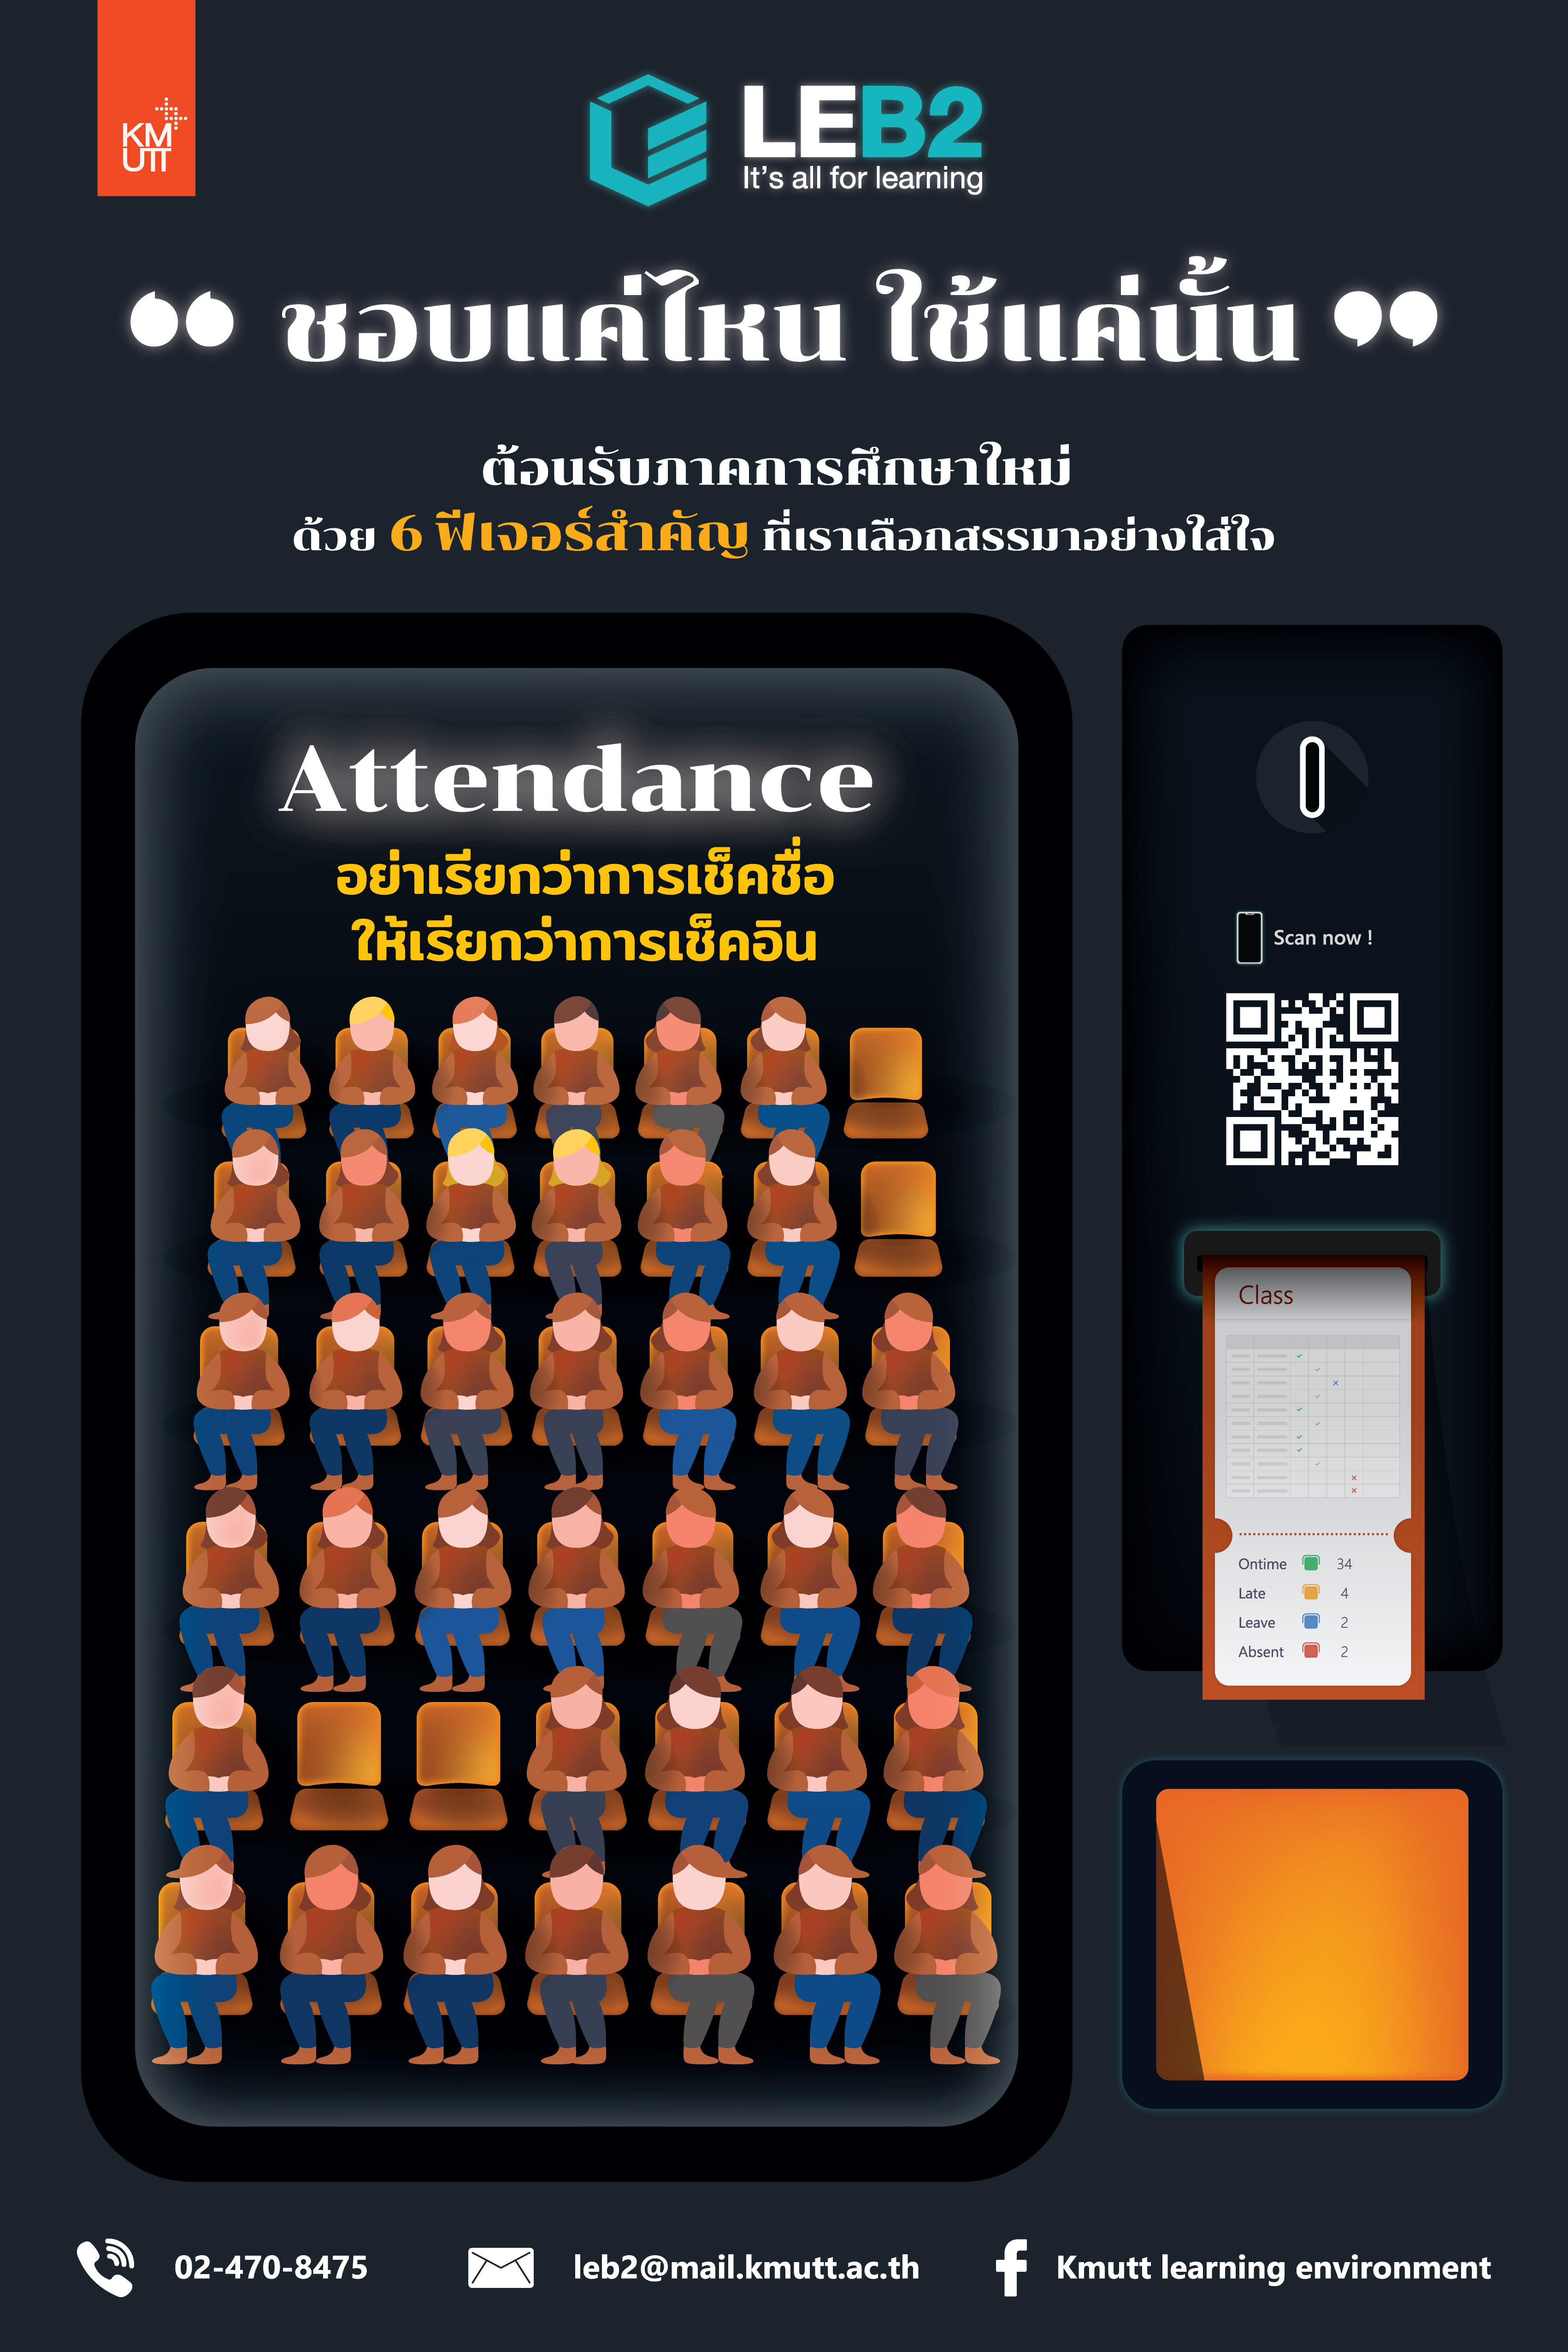 KM
UTT
LEB2
It's all for learning
“ ชอบแค่ไหน ใช้แค่นั้น ”
ต้อนรับภาคการศึกษาใหม่
ด้วย 6 ฟีเจอร์สำคัญ ที่เราเลือกสรรมาอย่างใส่ใจ
Attendance
อย่าเรียกว่าการเช็คชื่อ
ให้เรียกว่าการเช็คอิน
Scan now !
Class
Ontime 34
Late 4
Leave 2
Absent 2
02-470-8475
leb2@mail.kmutt.ac.th
Kmutt learning environment